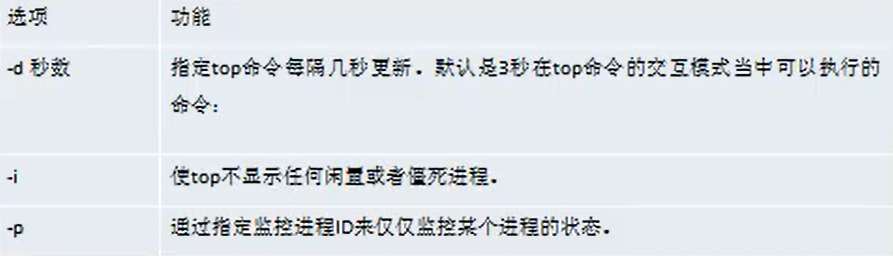 选项 功能
-d 秒数 指定top命令每隔几秒更新。默认是3秒在top命令的交互模式当中可以执行的
命令：
-i 使top不显示任何闲置或者僵死进程。
-p 通过指定监控进程ID来仅仅监控某个进程的状态。